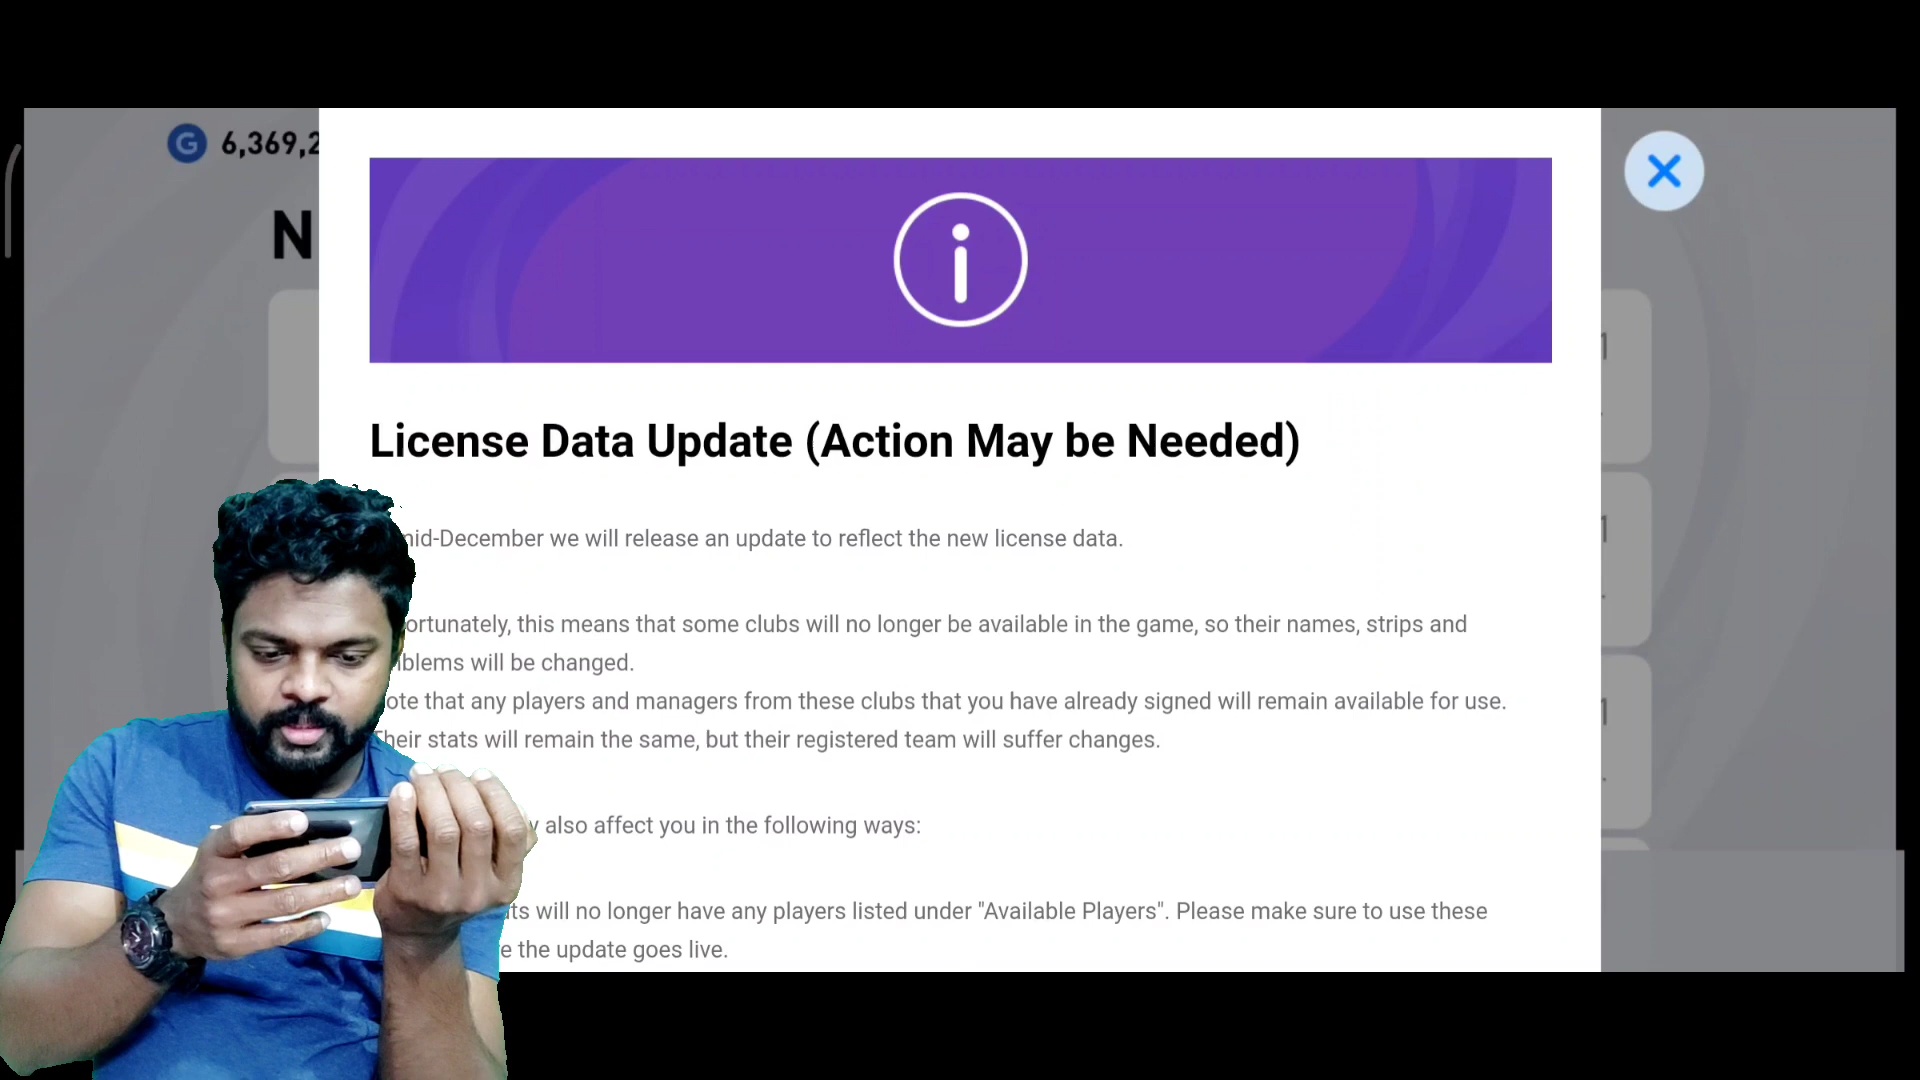 G 6,369,2
N
License Data Update (Action May be Needed)
mid-December we will release an update to reflect the new license data.
ortunately, this means that some clubs will no longer be available in the game, so their names, strips and
blems will be changed.
ote that any players and managers from these clubs that you have already signed will remain available for use.
Their stats will remain the same, but their registered team will suffer changes.
also affect you in the following ways:
ts will no longer have any players listed under "Available Players". Please make sure to use these
e the update goes live.
1
1
1